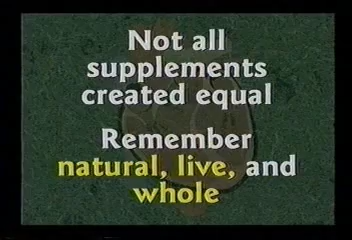 Not all
supplements
created equal
Remember
natural, live, and
whole